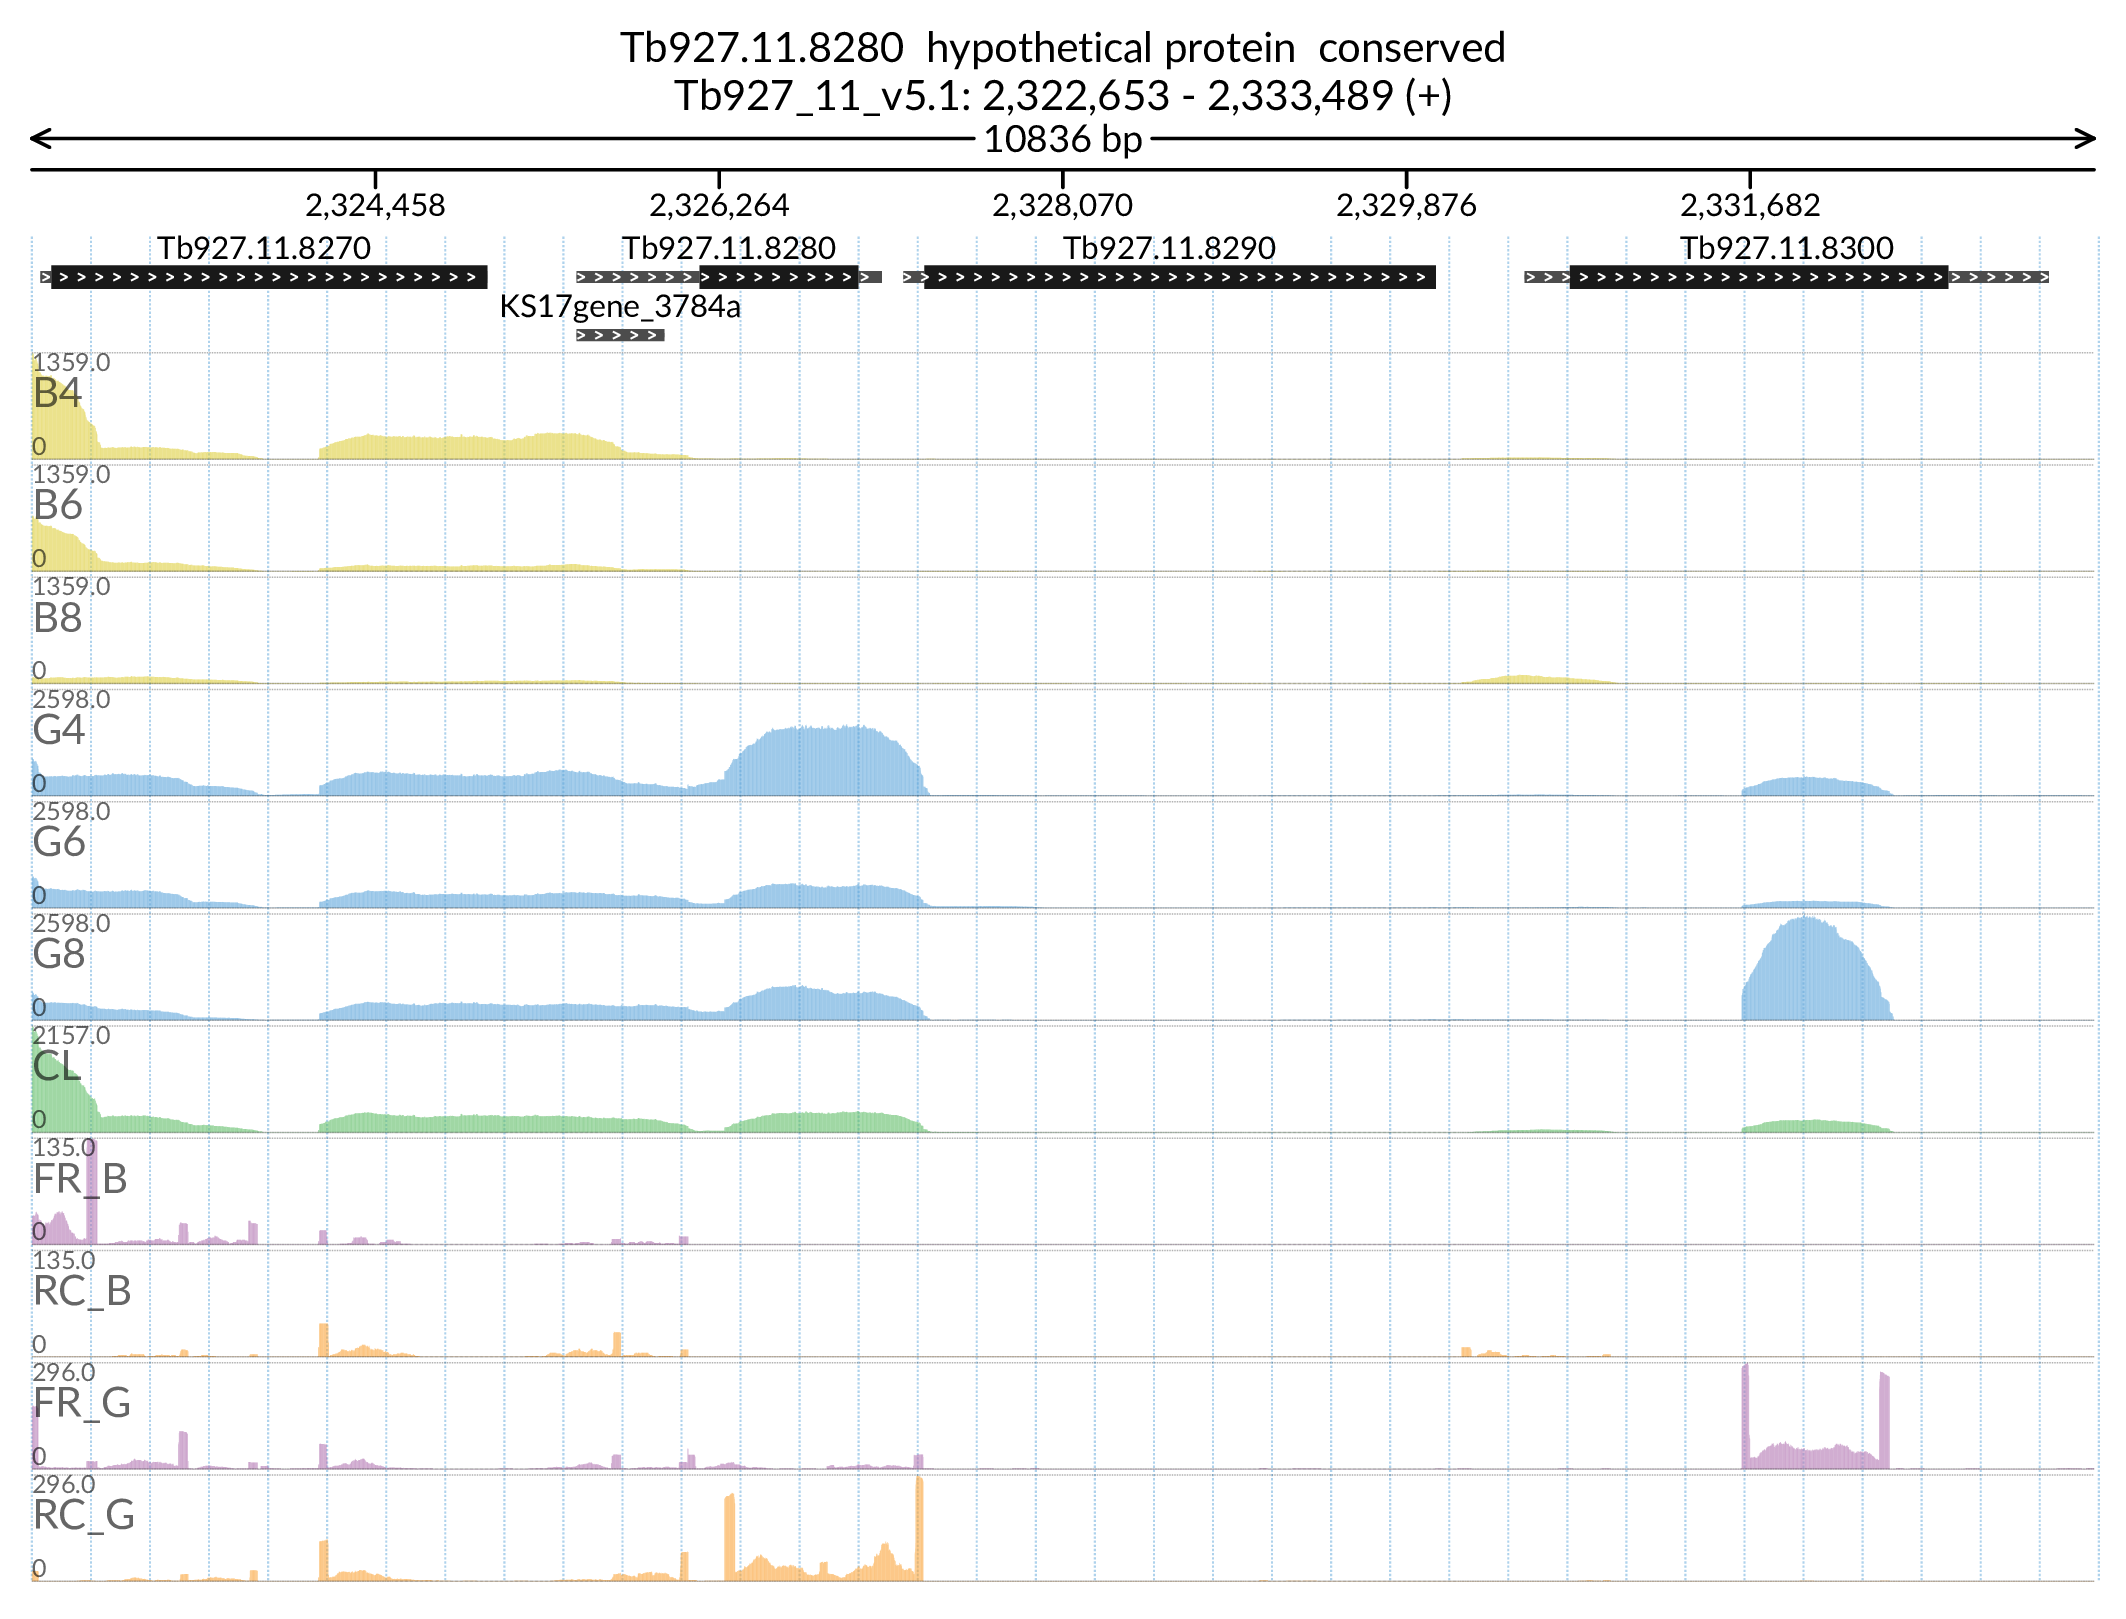 Tb927.11.8280  hypothetical protein  conserved
Tb927_11_v5.1: 2,322,653 - 2,333,489 (+)
10836 bp
2,324,458 2,326,264 2,328,070 2,329,876 2,331,682
Tb927.11.8270 Tb927.11.8280 Tb927.11.8290 Tb927.11.8300
KS17gene_3784a
1359.0
B4
0
1359.0
B6
0
1359.0
B8
0
2598.0
G4
0
2598.0
G6
0
2598.0
G8
0
2157.0
CL
0
135.0
FR_B
0
135.0
RC_B
0
296.0
FR_G
0
296.0
RC_G
0